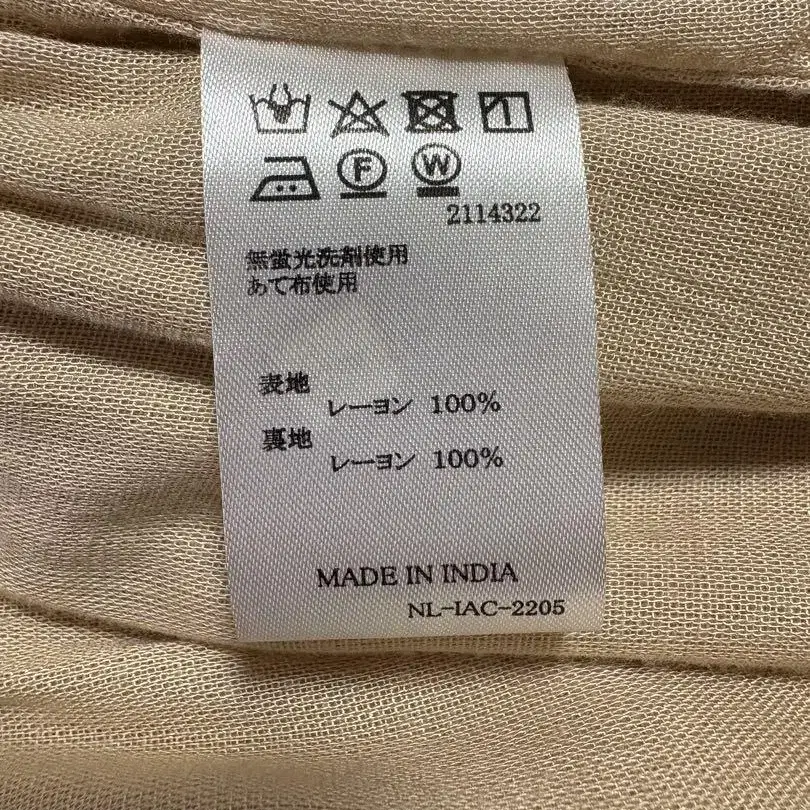 F W
2114322
無蛍光洗剤使用
あて布使用
表地
レーヨン 100%
裏地
レーヨン 100%
MADE IN INDIA
NL-IAC-2205